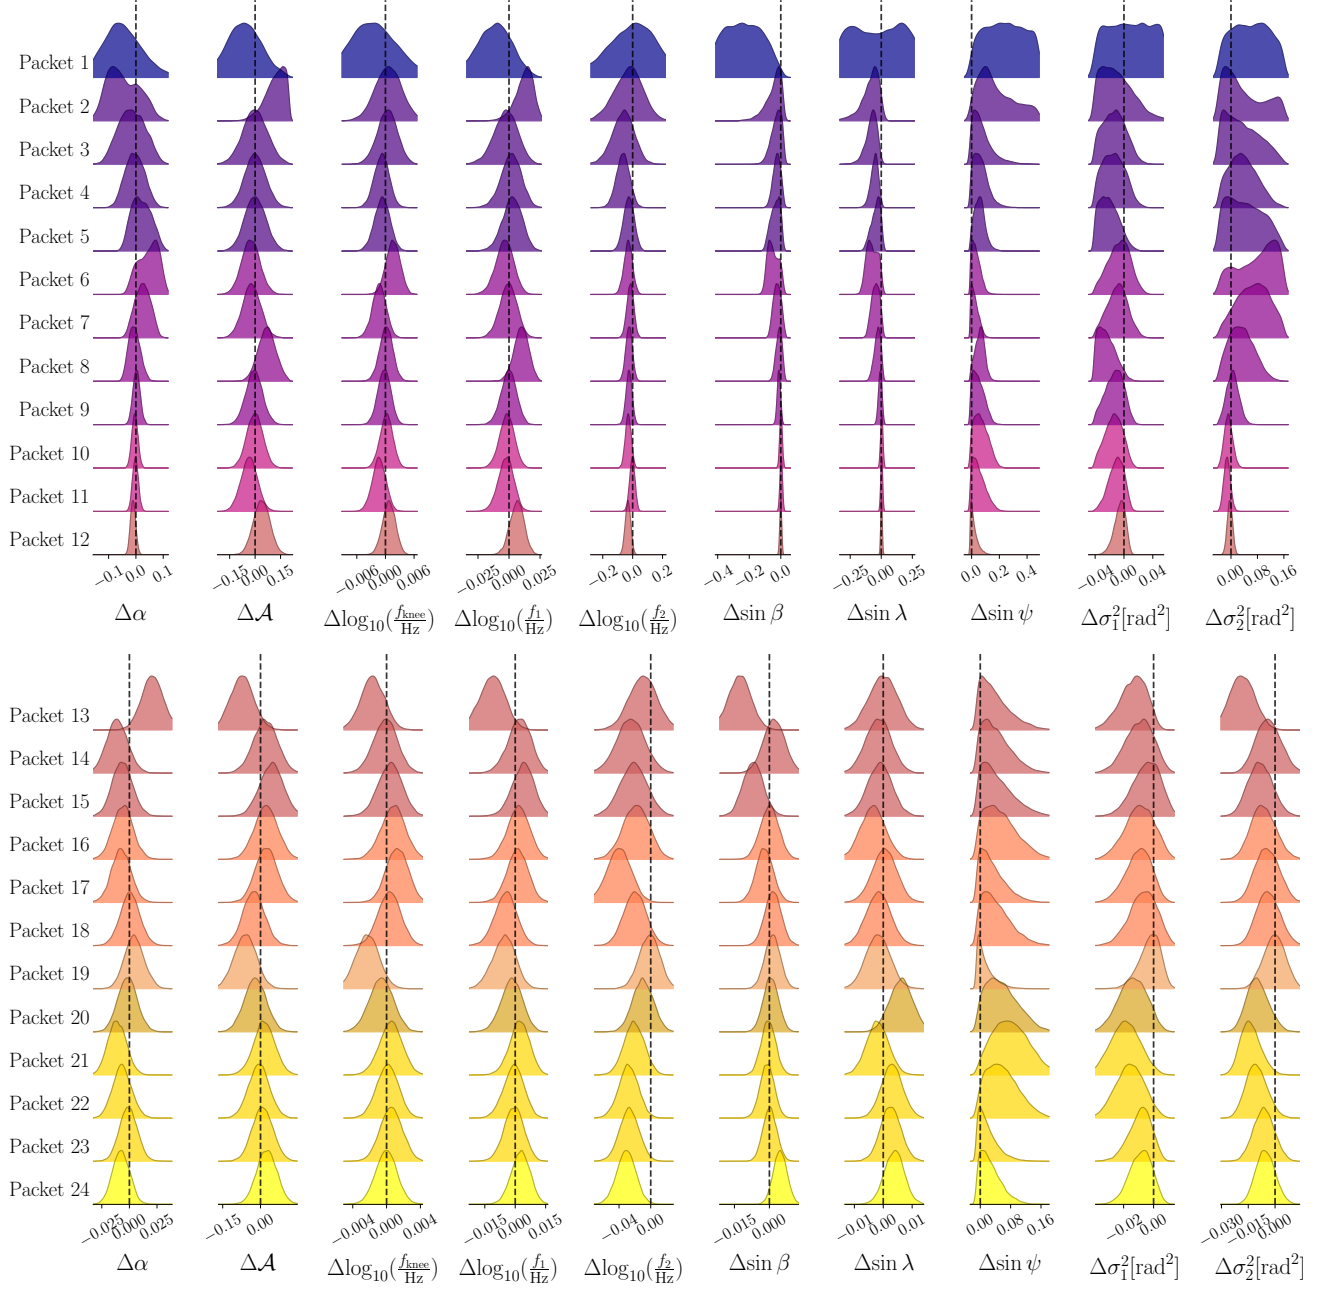 Packet 1
Packet 2
Packet 3
Packet 4
Packet 5
Packet 6
Packet 7
Packet 8
Packet 9
Packet 10
Packet 11
Packet 12
−0.1 0.0 0.1 −0.15 0.00 0.15 −0.006 0.000 0.006 −0.025 0.000 0.025 −0.2 0.0 0.2 −0.4 −0.2 0.0 −0.25 0.00 0.25 0.0 0.2 0.4 −0.04 0.00 0.04 0.00 0.08 0.16
Δα Δ𝒜 Δlog₁₀(f_knee/Hz) Δlog₁₀(f₁/Hz) Δlog₁₀(f₂/Hz) Δsin β Δsin λ Δsin ψ Δσ₁²[rad²] Δσ₂²[rad²]
Packet 13
Packet 14
Packet 15
Packet 16
Packet 17
Packet 18
Packet 19
Packet 20
Packet 21
Packet 22
Packet 23
Packet 24
−0.025 0.000 0.025 −0.15 0.00 −0.004 0.000 0.004 −0.015 0.000 0.015 −0.04 0.00 −0.015 0.000 −0.01 0.00 0.01 0.00 0.08 0.16 −0.02 0.00 −0.030 −0.015 0.000
Δα Δ𝒜 Δlog₁₀(f_knee/Hz) Δlog₁₀(f₁/Hz) Δlog₁₀(f₂/Hz) Δsin β Δsin λ Δsin ψ Δσ₁²[rad²] Δσ₂²[rad²]